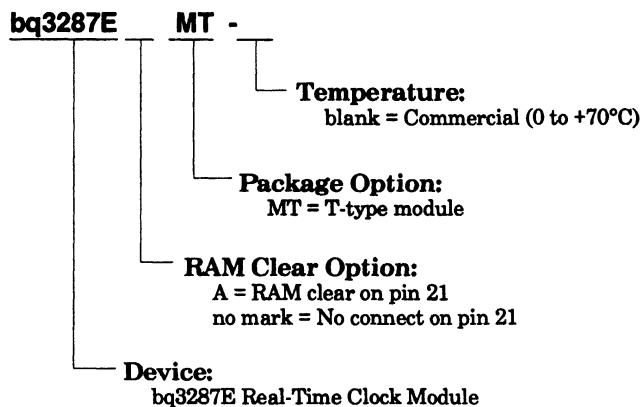 bq3287E MT -
Temperature:
blank = Commercial (0 to +70°C)
Package Option:
MT = T-type module
RAM Clear Option:
A = RAM clear on pin 21
no mark = No connect on pin 21
Device:
bq3287E Real-Time Clock Module